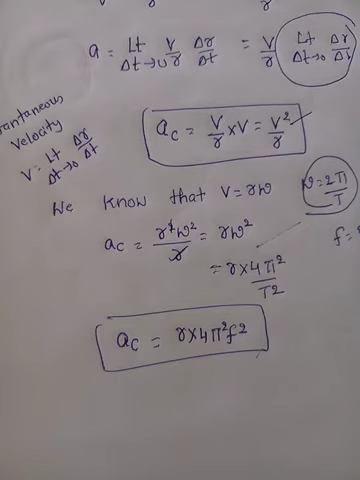 a = Lt Δt→0 V/r Δr/Δt = V/r Lt Δt→0 Δr/Δt
antaneous
Velocity
V = Lt Δt→0 Δr/Δt
ac = V/r × V = V²/r
We know that V = rω
ω = 2π/T
ac = r²ω²/r = rω²
f =
= r × 4π²/T2
ac = r × 4π²f²